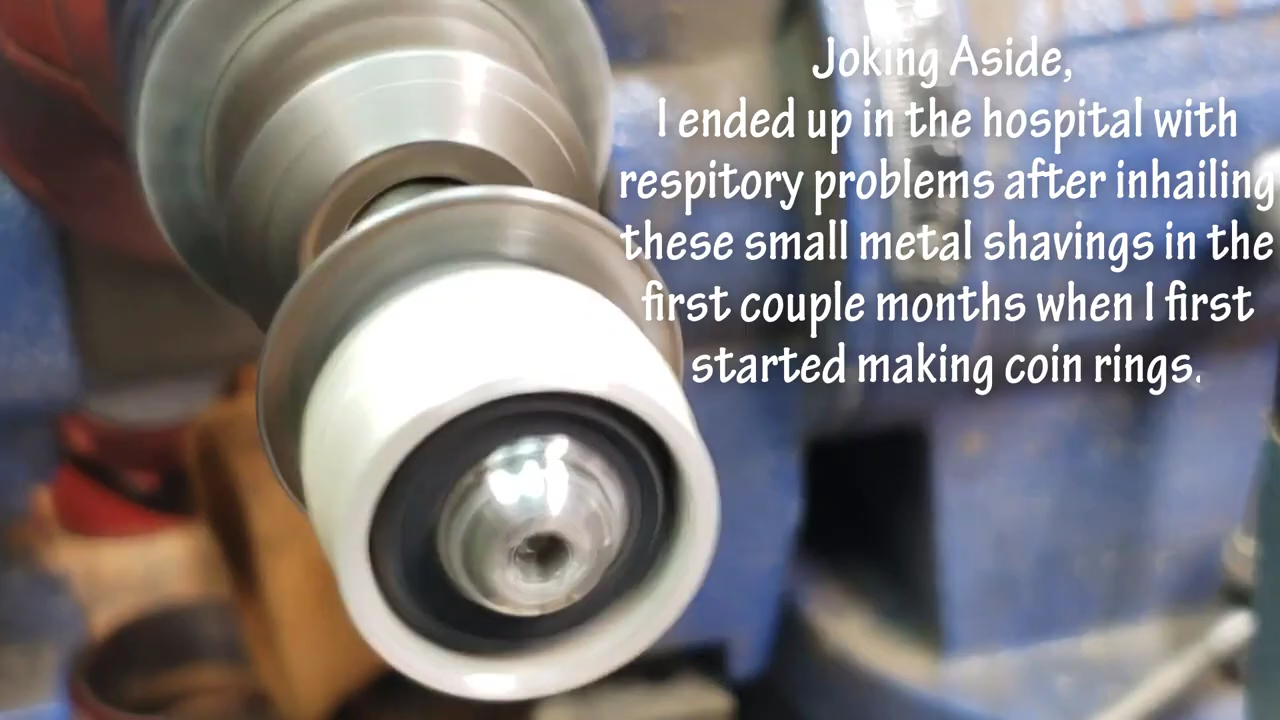 Joking Aside,
I ended up in the hospital with
respitory problems after inhailing
these small metal shavings in the
first couple months when I first
started making coin rings.